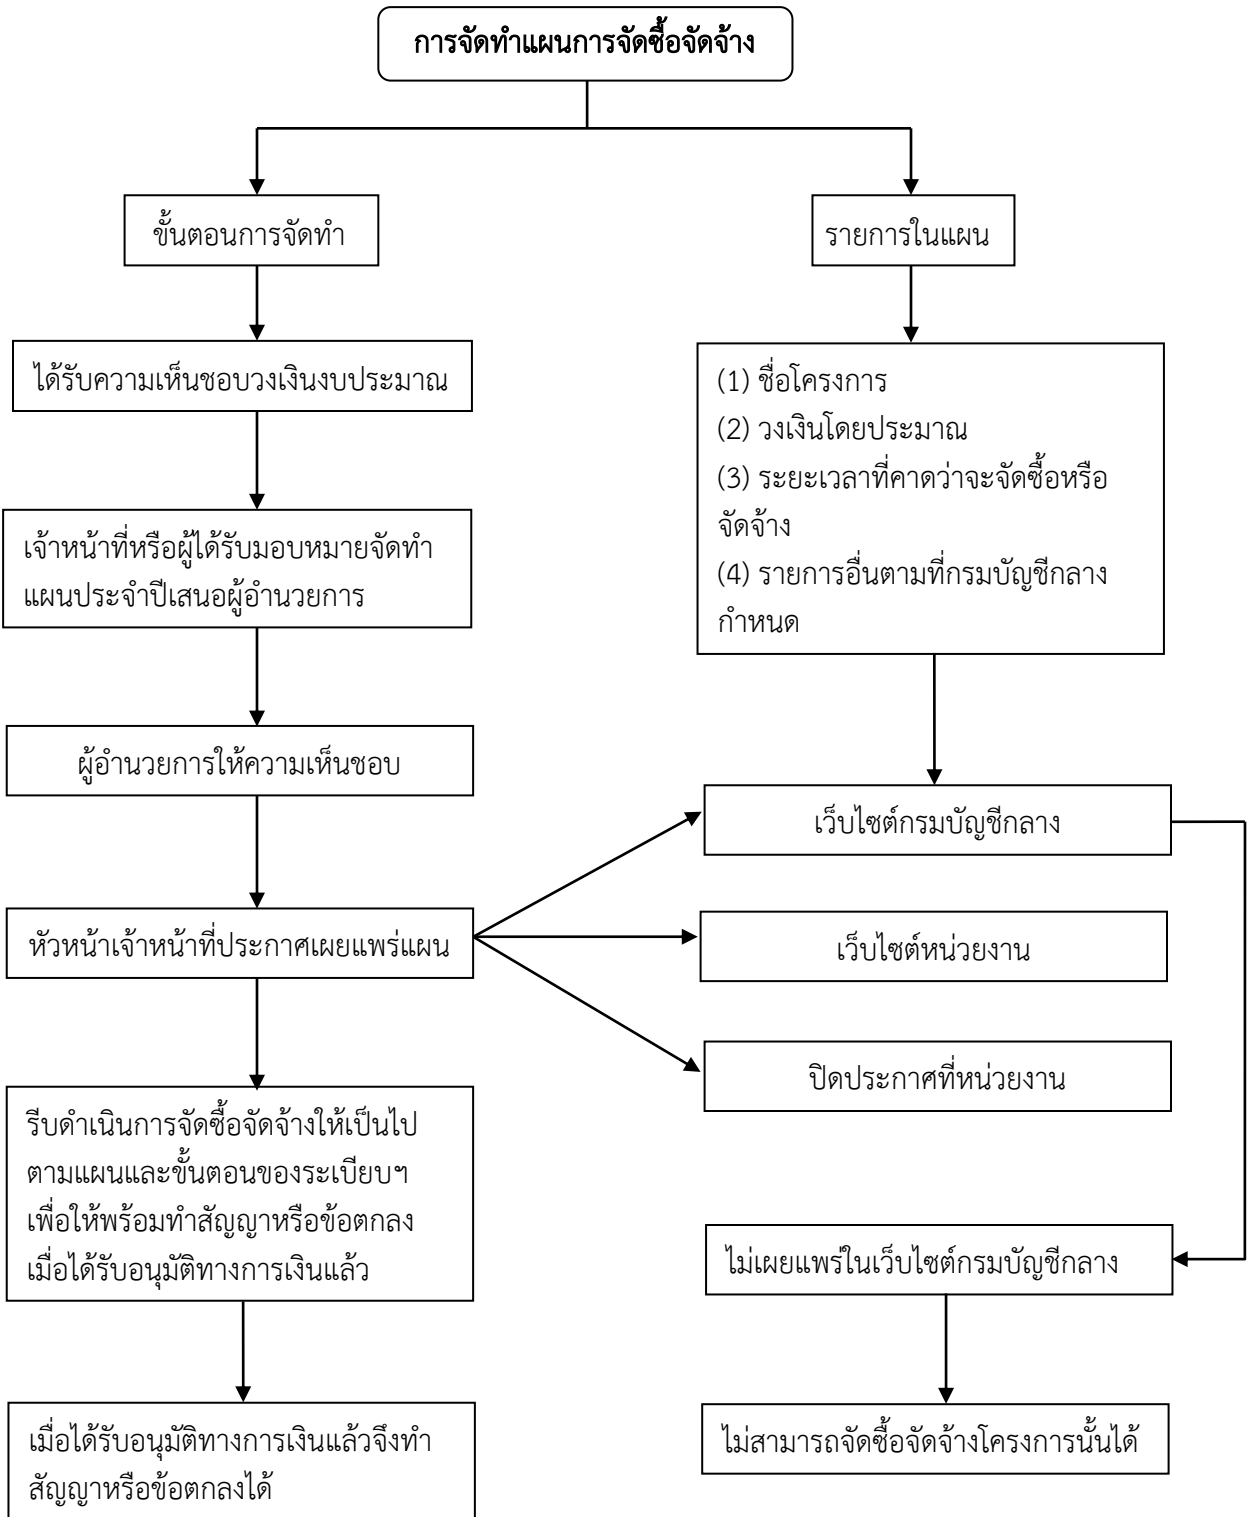 การจัดทำแผนการจัดซื้อจัดจ้าง
ขั้นตอนการจัดทำ
ได้รับความเห็นชอบวงเงินงบประมาณ
เจ้าหน้าที่หรือผู้ได้รับมอบหมายจัดทำ
แผนประจำปีเสนอผู้อำนวยการ
ผู้อำนวยการให้ความเห็นชอบ
หัวหน้าเจ้าหน้าที่ประกาศเผยแพร่แผน
รีบดำเนินการจัดซื้อจัดจ้างให้เป็นไป
ตามแผนและขั้นตอนของระเบียบฯ
เพื่อให้พร้อมทำสัญญาหรือข้อตกลง
เมื่อได้รับอนุมัติทางการเงินแล้ว
เมื่อได้รับอนุมัติทางการเงินแล้วจึงทำ
สัญญาหรือข้อตกลงได้
รายการในแผน
(1) ชื่อโครงการ
(2) วงเงินโดยประมาณ
(3) ระยะเวลาที่คาดว่าจะจัดซื้อหรือ
จัดจ้าง
(4) รายการอื่นตามที่กรมบัญชีกลาง
กำหนด
เว็บไซต์กรมบัญชีกลาง
เว็บไซต์หน่วยงาน
ปิดประกาศที่หน่วยงาน
ไม่เผยแพร่ในเว็บไซต์กรมบัญชีกลาง
ไม่สามารถจัดซื้อจัดจ้างโครงการนั้นได้